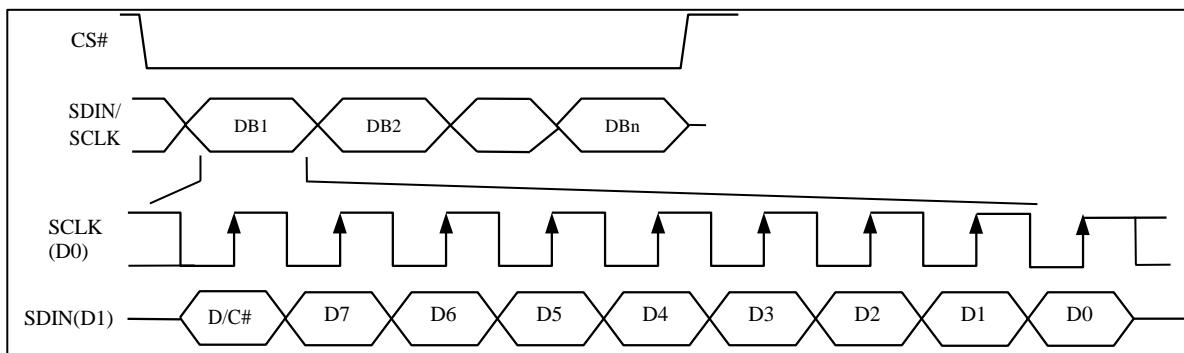 CS#
SDIN/
SCLK
DB1 DB2 DBn
SCLK
(D0)
SDIN(D1) D/C# D7 D6 D5 D4 D3 D2 D1 D0